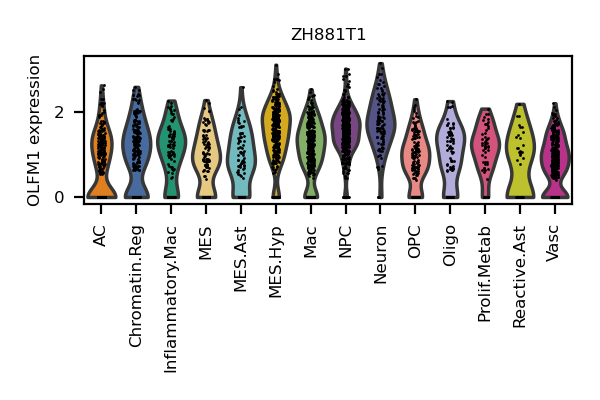 ZH881T1
OLFM1 expression
2
0
AC
Chromatin.Reg
Inflammatory.Mac
MES
MES.Ast
MES.Hyp
Mac
NPC
Neuron
OPC
Oligo
Prolif.Metab
Reactive.Ast
Vasc